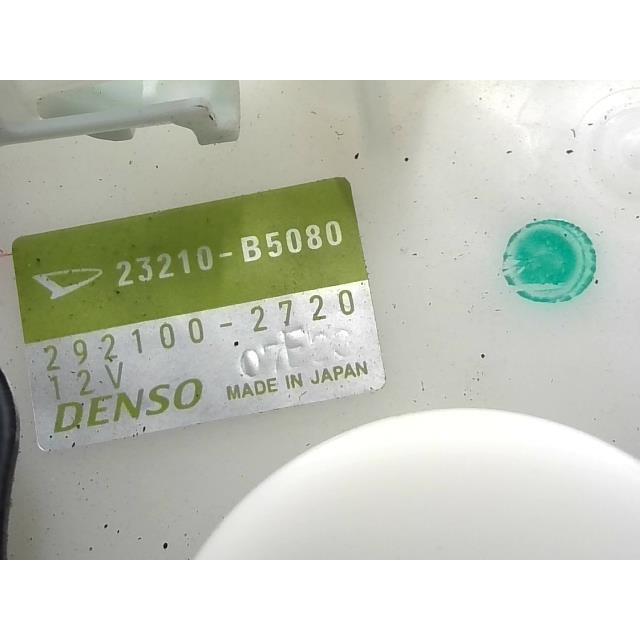 23210-B5080
292100-2720
12V
DENSO
MADE IN JAPAN